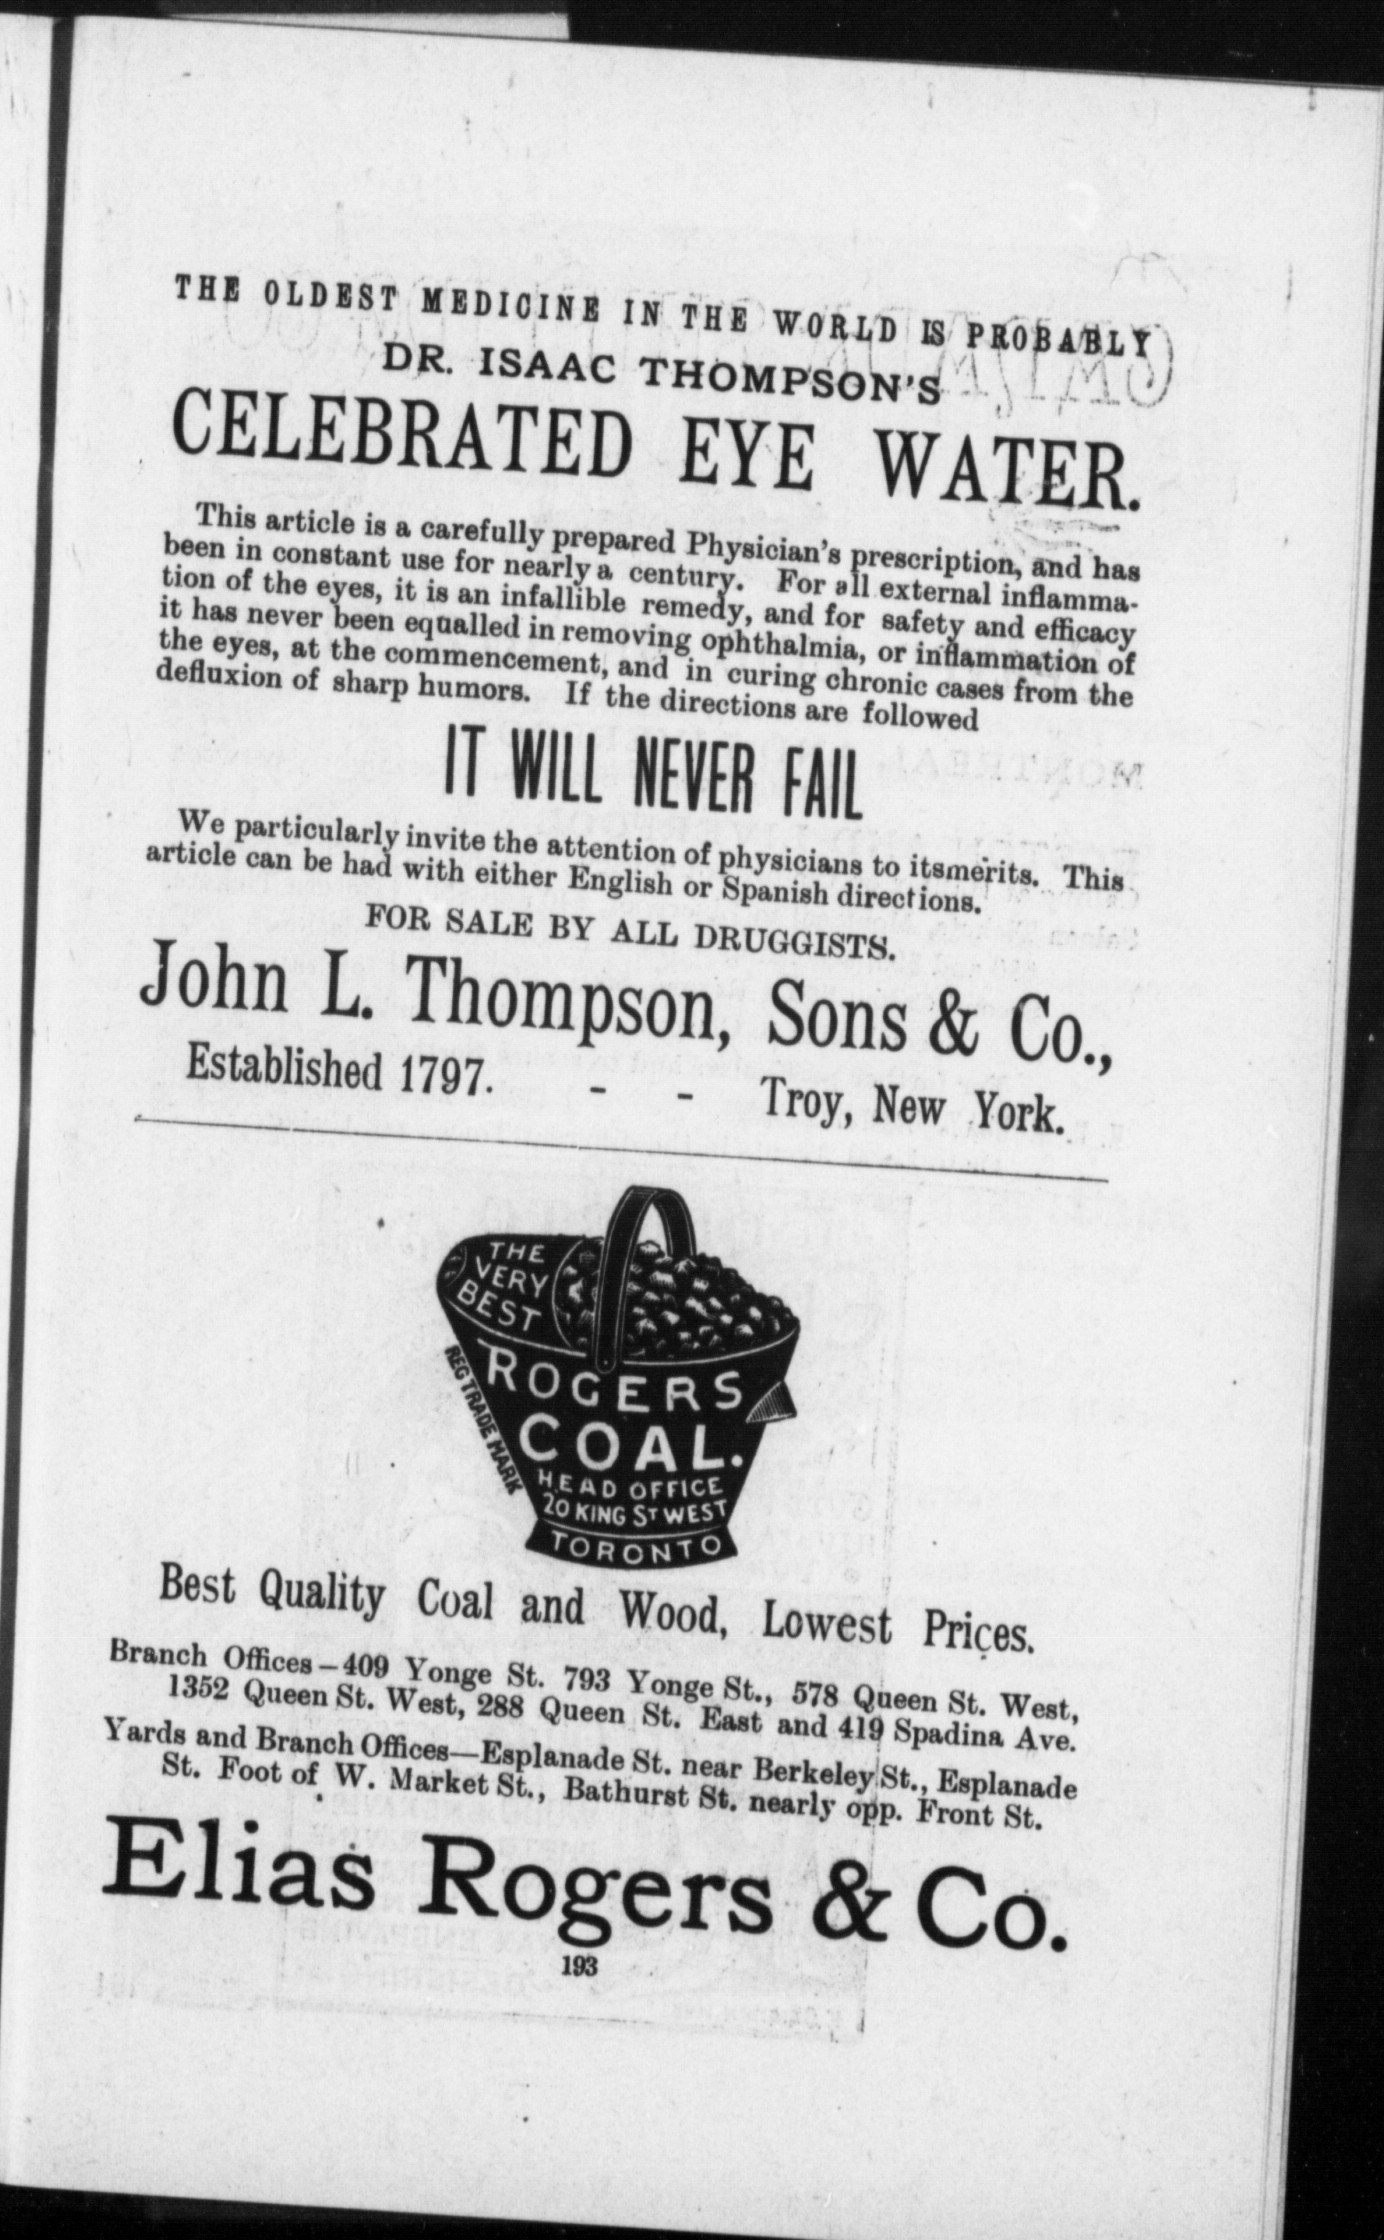 THE OLDEST MEDICINE IN THE WORLD IS PROBABLY
DR. ISAAC THOMPSON'S
CELEBRATED EYE WATER.
This article is a carefully prepared Physician's prescription, and has
been in constant use for nearly a century. For all external inflamma-
tion of the eyes, it is an infallible remedy, and for safety and efficacy
it has never been equalled in removing ophthalmia, or inflammation of
the eyes, at the commencement, and in curing chronic cases from the
defluxion of sharp humors. If the directions are followed
IT WILL NEVER FAIL
We particularly invite the attention of physicians to itsmerits. This
article can be had with either English or Spanish directions.
FOR SALE BY ALL DRUGGISTS.
John L. Thompson, Sons & Co.,
Established 1797. - - Troy, New York.
THE
VERY
BEST
REG TRADE MARK
ROGERS
COAL.
HEAD OFFICE
20 KING ST WEST
TORONTO
Best Quality Coal and Wood, Lowest Prices.
Branch Offices—409 Yonge St. 793 Yonge St., 578 Queen St. West,
1352 Queen St. West, 288 Queen St. East and 419 Spadina Ave.
Yards and Branch Offices—Esplanade St. near Berkeley St., Esplanade
St. Foot of W. Market St., Bathurst St. nearly opp. Front St.
Elias Rogers & Co.
193